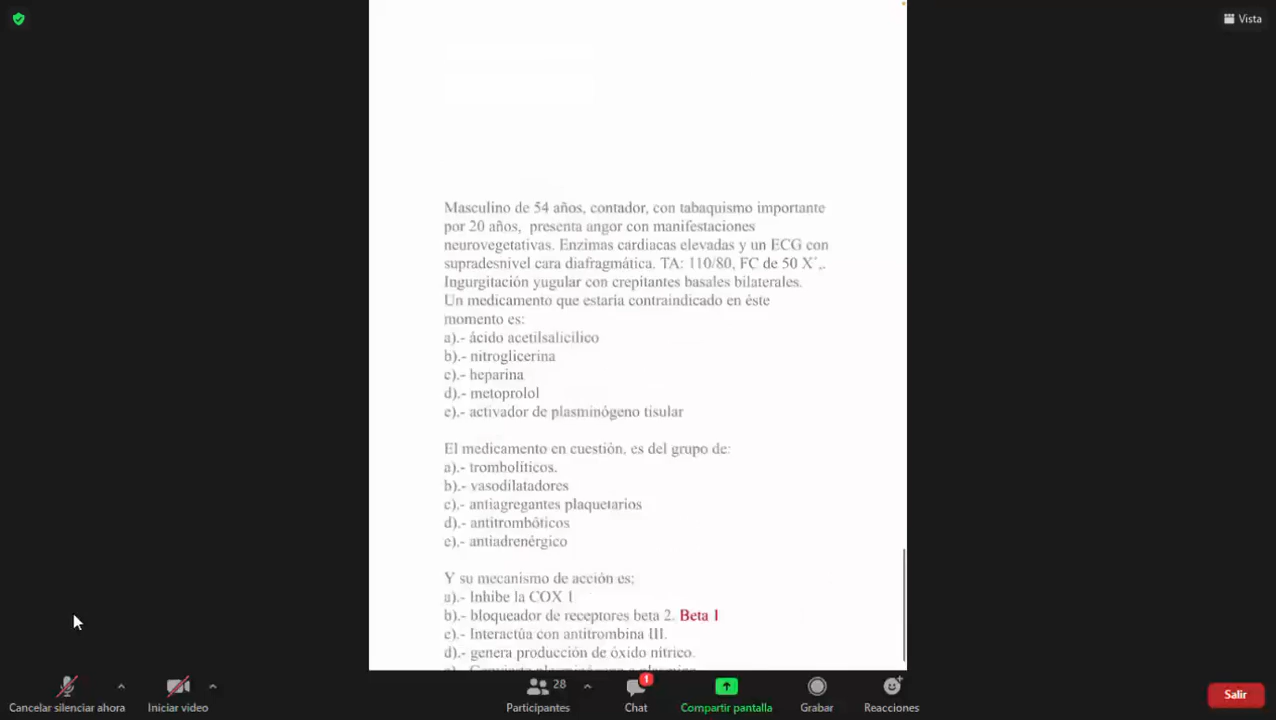 Vista
Masculino de 54 años, contador, con tabaquismo importante
por 20 años,  presenta angor con manifestaciones
neurovegetativas. Enzimas cardiacas elevadas y un ECG con
supradesnivel cara diafragmática. TA: 110/80, FC de 50 X´,.
Ingurgitación yugular con crepitantes basales bilaterales.
Un medicamento que estaría contraindicado en éste
momento es:
a).- ácido acetilsalicilico
b).- nitroglicerina
c).- heparina
d).- metoprolol
e).- activador de plasminógeno tisular
El medicamento en cuestión, es del grupo de:
a).- trombolíticos.
b).- vasodilatadores
c).- antiagregantes plaquetarios
d).- antitrombóticos
e).- antiadrenérgico
Y su mecanismo de acción es;
a).- Inhibe la COX 1
b).- bloqueador de receptores beta 2. Beta 1
c).- Interactúa con antitrombina III.
d).- genera producción de óxido nítrico.
Cancelar silenciar ahora
Iniciar video
28
Participantes
1
Chat
Compartir pantalla
Grabar
Reacciones
Salir